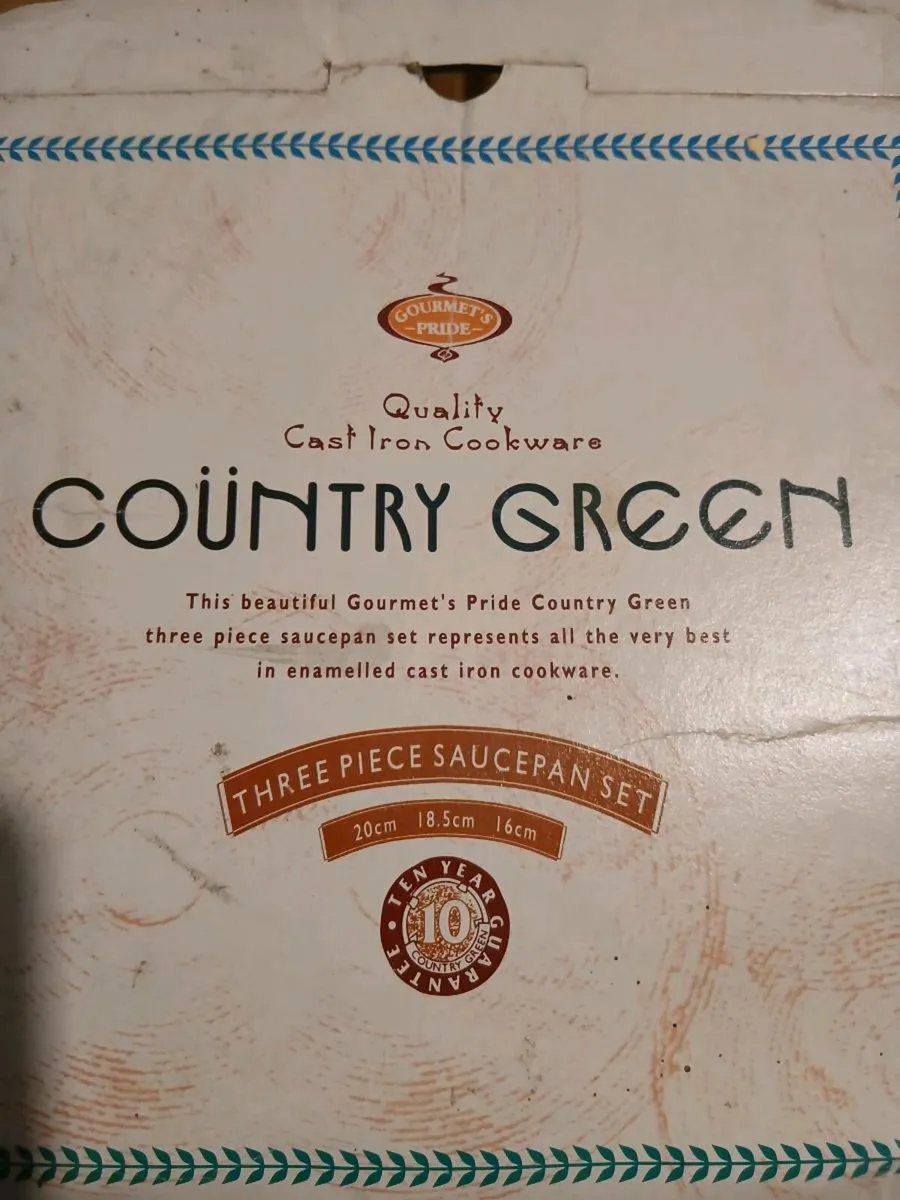 GOURMET'S
-PRIDE-
Quality
Cast Iron Cookware
COÜNTRY GREEN
This beautiful Gourmet's Pride Country Green
three piece saucepan set represents all the very best
in enamelled cast iron cookware.
THREE PIECE SAUCEPAN SET
20cm 18.5cm 16cm
TEN YEAR GUARANTEE •
10
COUNTRY GREEN